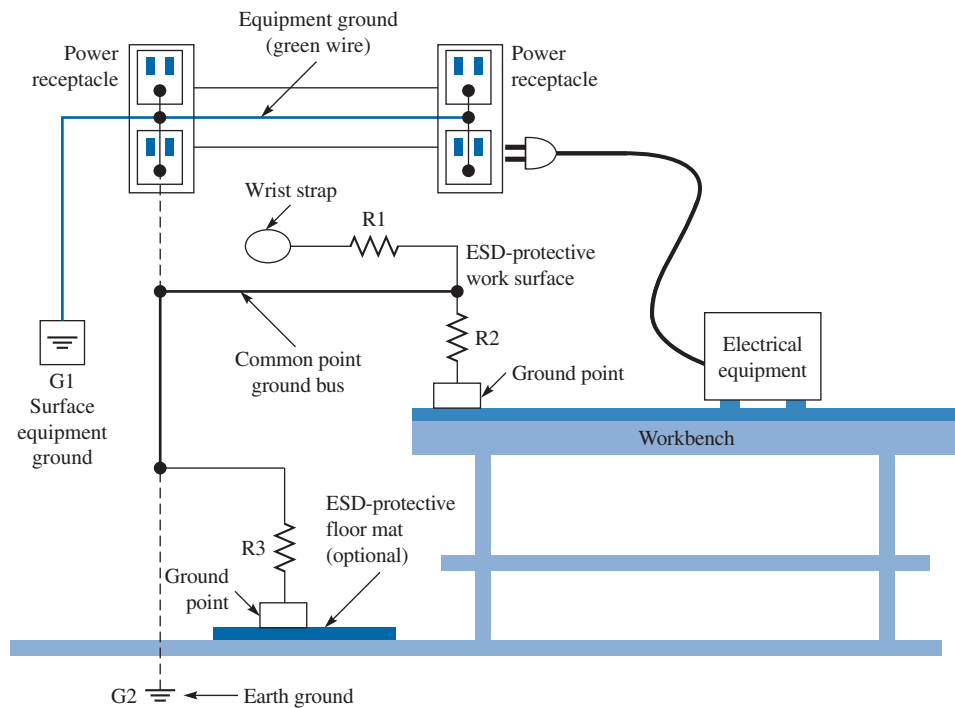 Equipment ground
(green wire)
Power
receptacle
Power
receptacle
Wrist strap
R1
ESD-protective
work surface
R2
Common point
ground bus
Ground point
Electrical
equipment
G1
Surface
equipment
ground
Workbench
ESD-protective
floor mat
(optional)
R3
Ground
point
G2
Earth ground